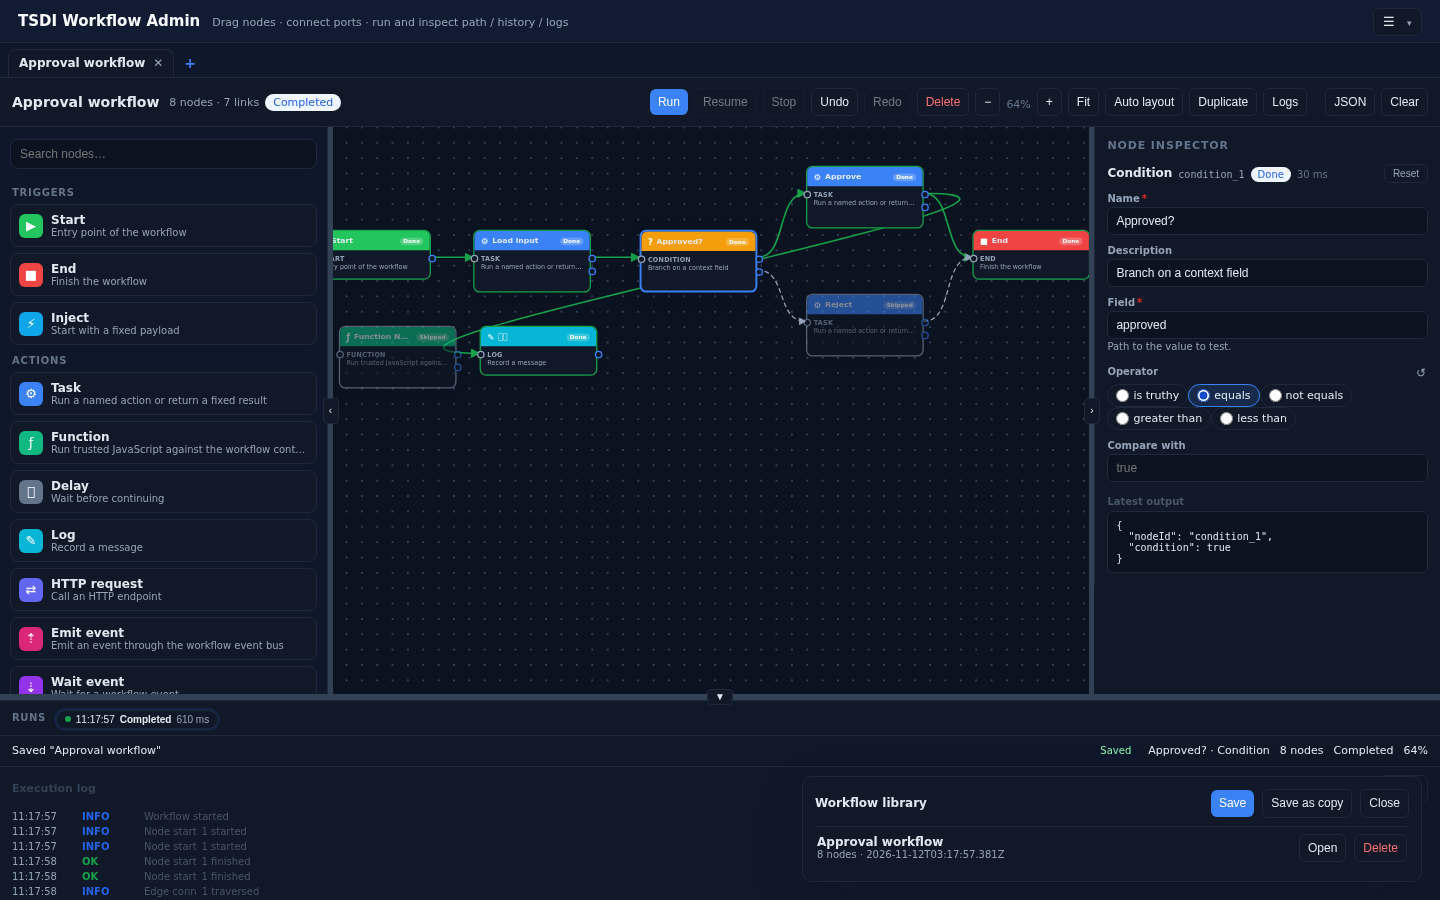 TSDI Workflow Admin
Drag nodes · connect ports · run and inspect path / history / logs
☰ ▾
Approval workflow ✕ +
Approval workflow 8 nodes · 7 links Completed
Run Resume Stop Undo Redo Delete − 64% + Fit Auto layout Duplicate Logs JSON Clear
Search nodes…
TRIGGERS
Start
Entry point of the workflow
End
Finish the workflow
Inject
Start with a fixed payload
ACTIONS
Task
Run a named action or return a fixed result
Function
Run trusted JavaScript against the workflow cont…
Delay
Wait before continuing
Log
Record a message
HTTP request
Call an HTTP endpoint
Emit event
Emit an event through the workflow event bus
Wait event
Wait for a workflow event
Start Done
ART
y point of the workflow
Load input Done
TASK
Run a named action or return…
? Approved? Done
CONDITION
Branch on a context field
Approve Done
TASK
Run a named action or return…
Reject Skipped
TASK
Run a named action or return…
End Done
END
Finish the workflow
ƒ Function N… Skipped
FUNCTION
Run trusted JavaScript agains…
Done
LOG
Record a message
NODE INSPECTOR
Condition condition_1 Done 30 ms Reset
Name *
Approved?
Description
Branch on a context field
Field *
approved
Path to the value to test.
Operator ↺
is truthy equals not equals
greater than less than
Compare with
true
Latest output
{
"nodeId": "condition_1",
"condition": true
}
RUNS 11:17:57 Completed 610 ms
Saved "Approval workflow"
Saved Approved? · Condition 8 nodes Completed 64%
Execution log
11:17:57 INFO Workflow started
11:17:57 INFO Node start_1 started
11:17:57 INFO Node start_1 started
11:17:58 OK Node start_1 finished
11:17:58 OK Node start_1 finished
11:17:58 INFO Edge conn_1 traversed
Workflow library Save Save as copy Close
Approval workflow
8 nodes · 2026-11-12T03:17:57.381Z
Open Delete